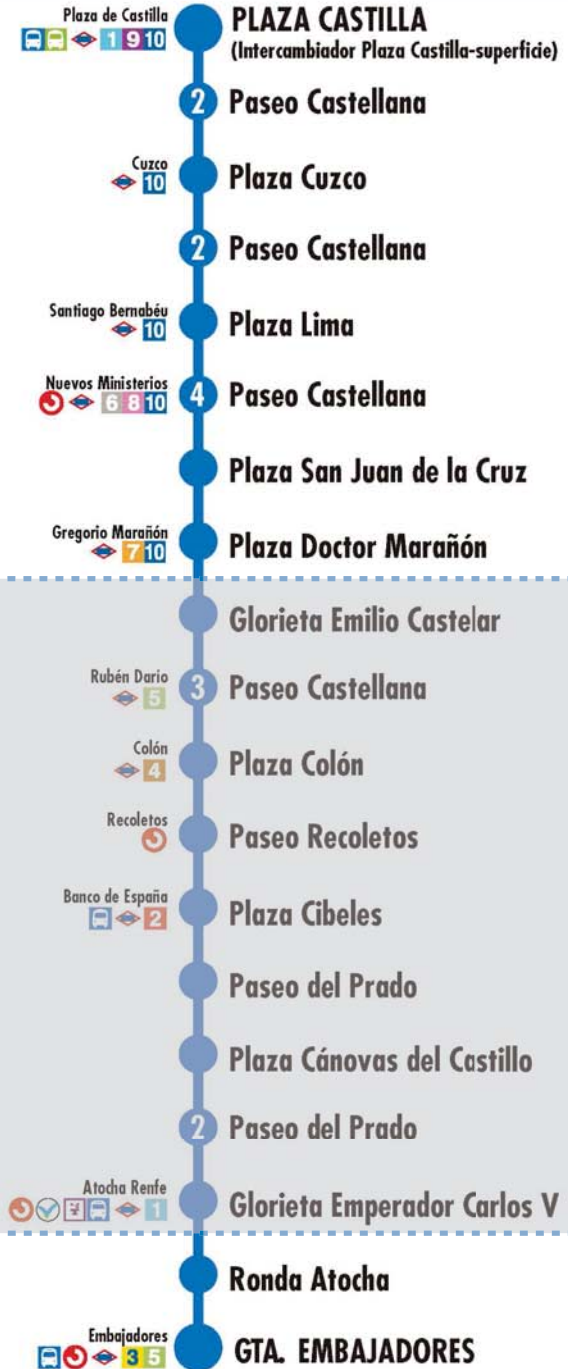 Plaza de Castilla
1 9 10
PLAZA CASTILLA
(Intercambiador Plaza Castilla-superficie)
2 Paseo Castellana
Cuzco
10
Plaza Cuzco
2 Paseo Castellana
Santiago Bernabéu
10
Plaza Lima
Nuevos Ministerios
6 8 10
4 Paseo Castellana
Plaza San Juan de la Cruz
Gregorio Marañón
7 10
Plaza Doctor Marañón
Glorieta Emilio Castelar
Rubén Dario
5
3 Paseo Castellana
Colón
4
Plaza Colón
Recoletos
Paseo Recoletos
Banco de España
2
Plaza Cibeles
Paseo del Prado
Plaza Cánovas del Castillo
2 Paseo del Prado
Atocha Renfe
1
Glorieta Emperador Carlos V
Ronda Atocha
Embajadores
3 5
GTA. EMBAJADORES